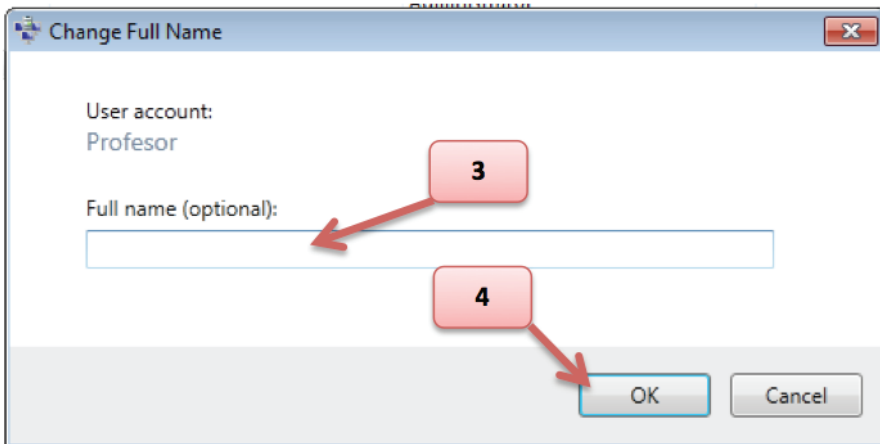 Change Full Name
User account:
Profesor
3
Full name (optional):
4
OK
Cancel